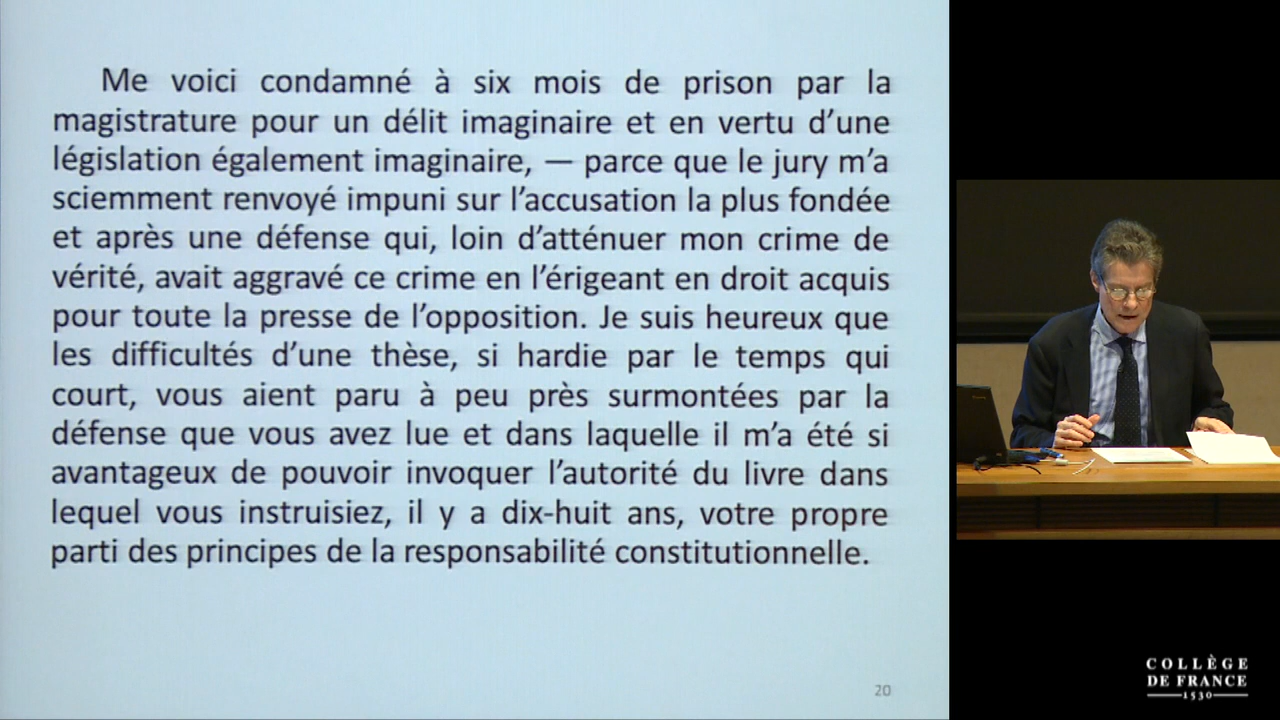 Me voici condamné à six mois de prison par la
magistrature pour un délit imaginaire et en vertu d’une
législation également imaginaire, — parce que le jury m’a
sciemment renvoyé impuni sur l’accusation la plus fondée
et après une défense qui, loin d’atténuer mon crime de
vérité, avait aggravé ce crime en l’érigeant en droit acquis
pour toute la presse de l’opposition. Je suis heureux que
les difficultés d’une thèse, si hardie par le temps qui
court, vous aient paru à peu près surmontées par la
défense que vous avez lue et dans laquelle il m’a été si
avantageux de pouvoir invoquer l’autorité du livre dans
lequel vous instruisiez, il y a dix-huit ans, votre propre
parti des principes de la responsabilité constitutionnelle.
20
COLLÈGE
DE FRANCE
1530